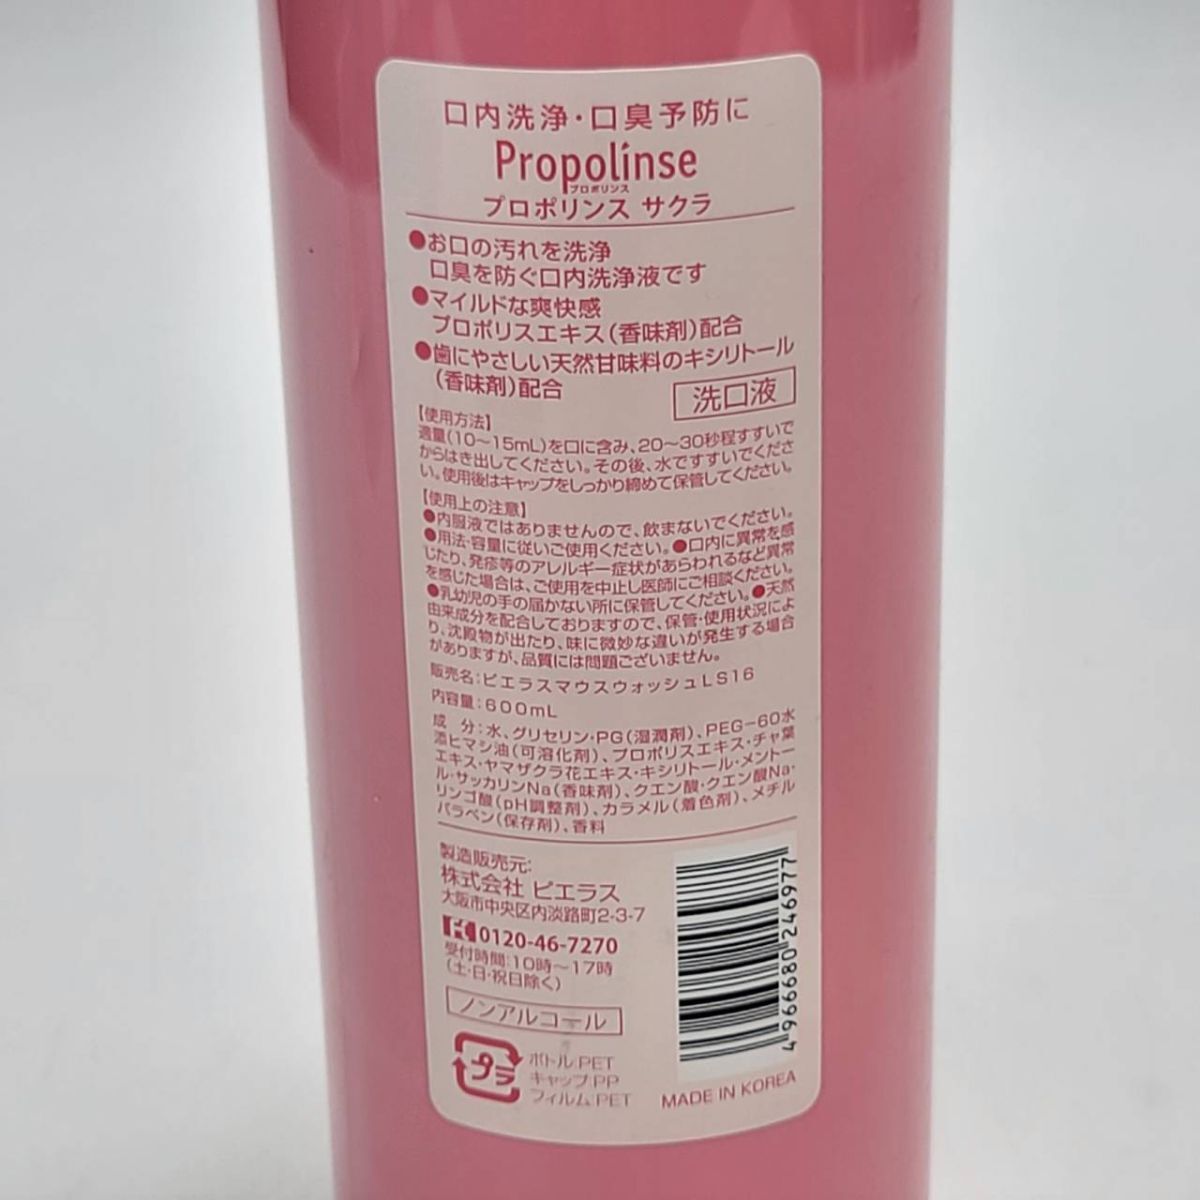 口内洗浄・口臭予防に
Propolinse
プロポリンス
プロポリンス サクラ
●お口の汚れを洗浄
口臭を防ぐ口内洗浄液です
●マイルドな爽快感
プロポリスエキス(香味剤)配合
●歯にやさしい天然甘味料のキシリトール
(香味剤)配合
洗口液
【使用方法】
適量(10〜15mL)を口に含み、20〜30秒程すすいで
からはき出してください。その後、水ですすいでくださ
い。使用後はキャップをしっかり締めて保管してください。
【使用上の注意】
●内服液ではありませんので、飲まないでください。
●用法・容量に従いご使用ください。●口内に異常を感
じたり、発疹等のアレルギー症状があらわれるなど異常
を感じた場合は、ご使用を中止し医師にご相談ください。
●乳幼児の手の届かない所に保管してください。●天然
由来成分を配合しておりますので、保管・使用状況によ
り、沈殿物が出たり、味に微妙な違いが発生する場合
がありますが、品質には問題ございません。
販売名:ピエラスマウスウォッシュLS16
内容量:600mL
成 分:水、グリセリン・PG(湿潤剤)、PEG-60水
添ヒマシ油(可溶化剤)、プロポリスエキス・チャ葉
エキス・ヤマザクラ花エキス・キシリトール・メントー
ル・サッカリンNa(香味剤)、クエン酸・クエン酸Na・
リンゴ酸(pH調整剤)、カラメル(着色剤)、メチル
パラベン(保存剤)、香料
製造販売元:
株式会社 ピエラス
大阪市中央区内淡路町2-3-7
0120-46-7270
受付時間:10時〜17時
(土・日・祝日除く)
ノンアルコール
プラ
ボトル:PET
キャップ:PP
フィルム:PET
4966680246977
MADE IN KOREA